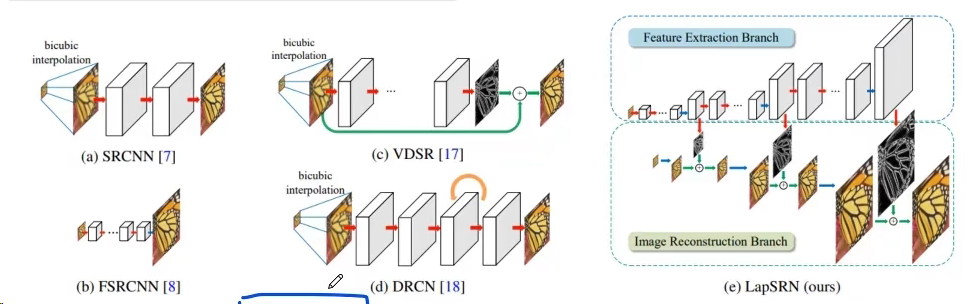 bicubic
interpolation
(a) SRCNN [7]
bicubic
interpolation
...
+
(c) VDSR [17]
...
(b) FSRCNN [8]
bicubic
interpolation
(d) DRCN [18]
Feature Extraction Branch
... ... ...
+
+
+
Image Reconstruction Branch
(e) LapSRN (ours)